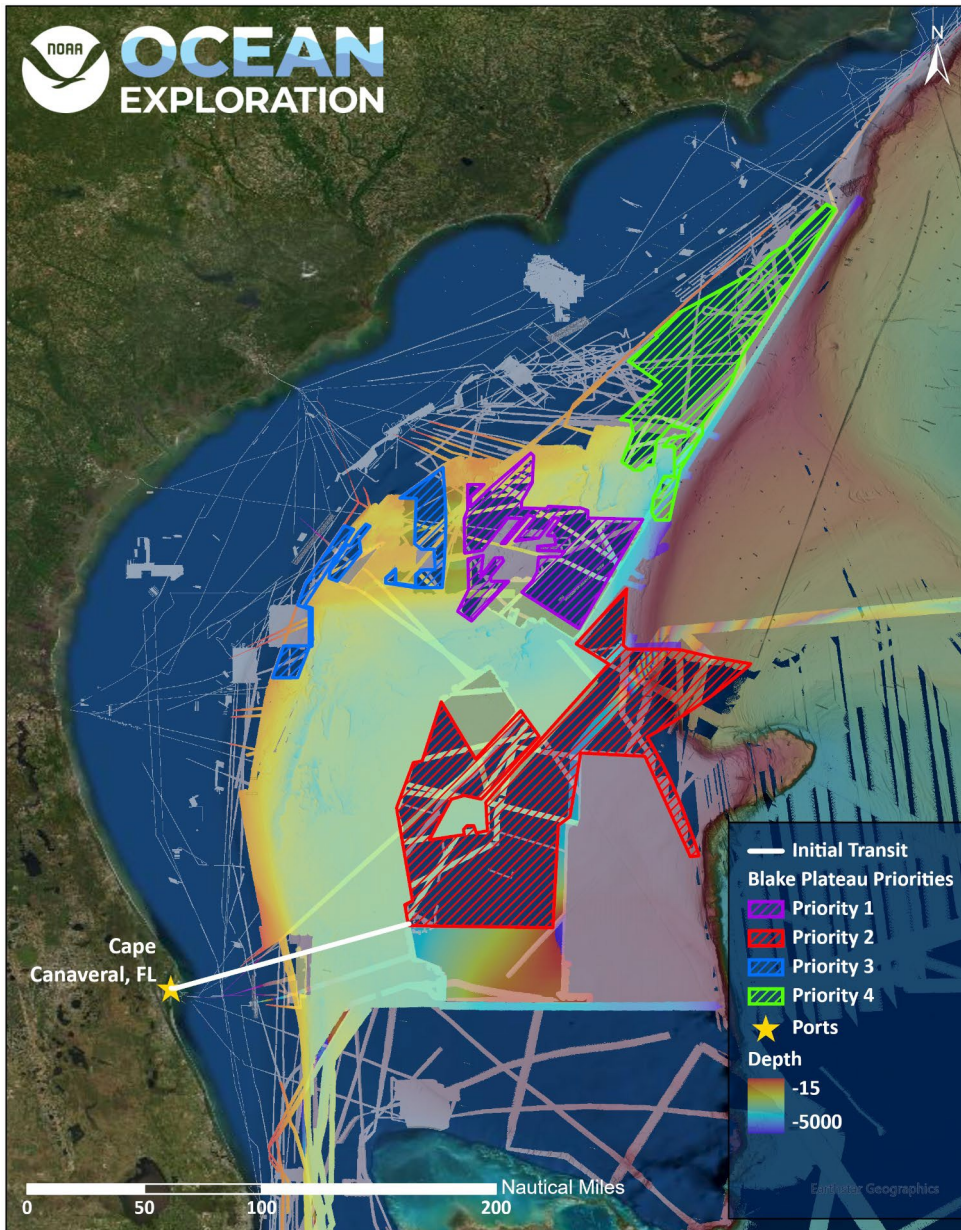 NOAA
OCEAN
EXPLORATION
N
Cape
Canaveral, FL
Initial Transit
Blake Plateau Priorities
Priority 1
Priority 2
Priority 3
Priority 4
Ports
Depth
-15
-5000
Earthstar Geographics
Nautical Miles
0 50 100 200